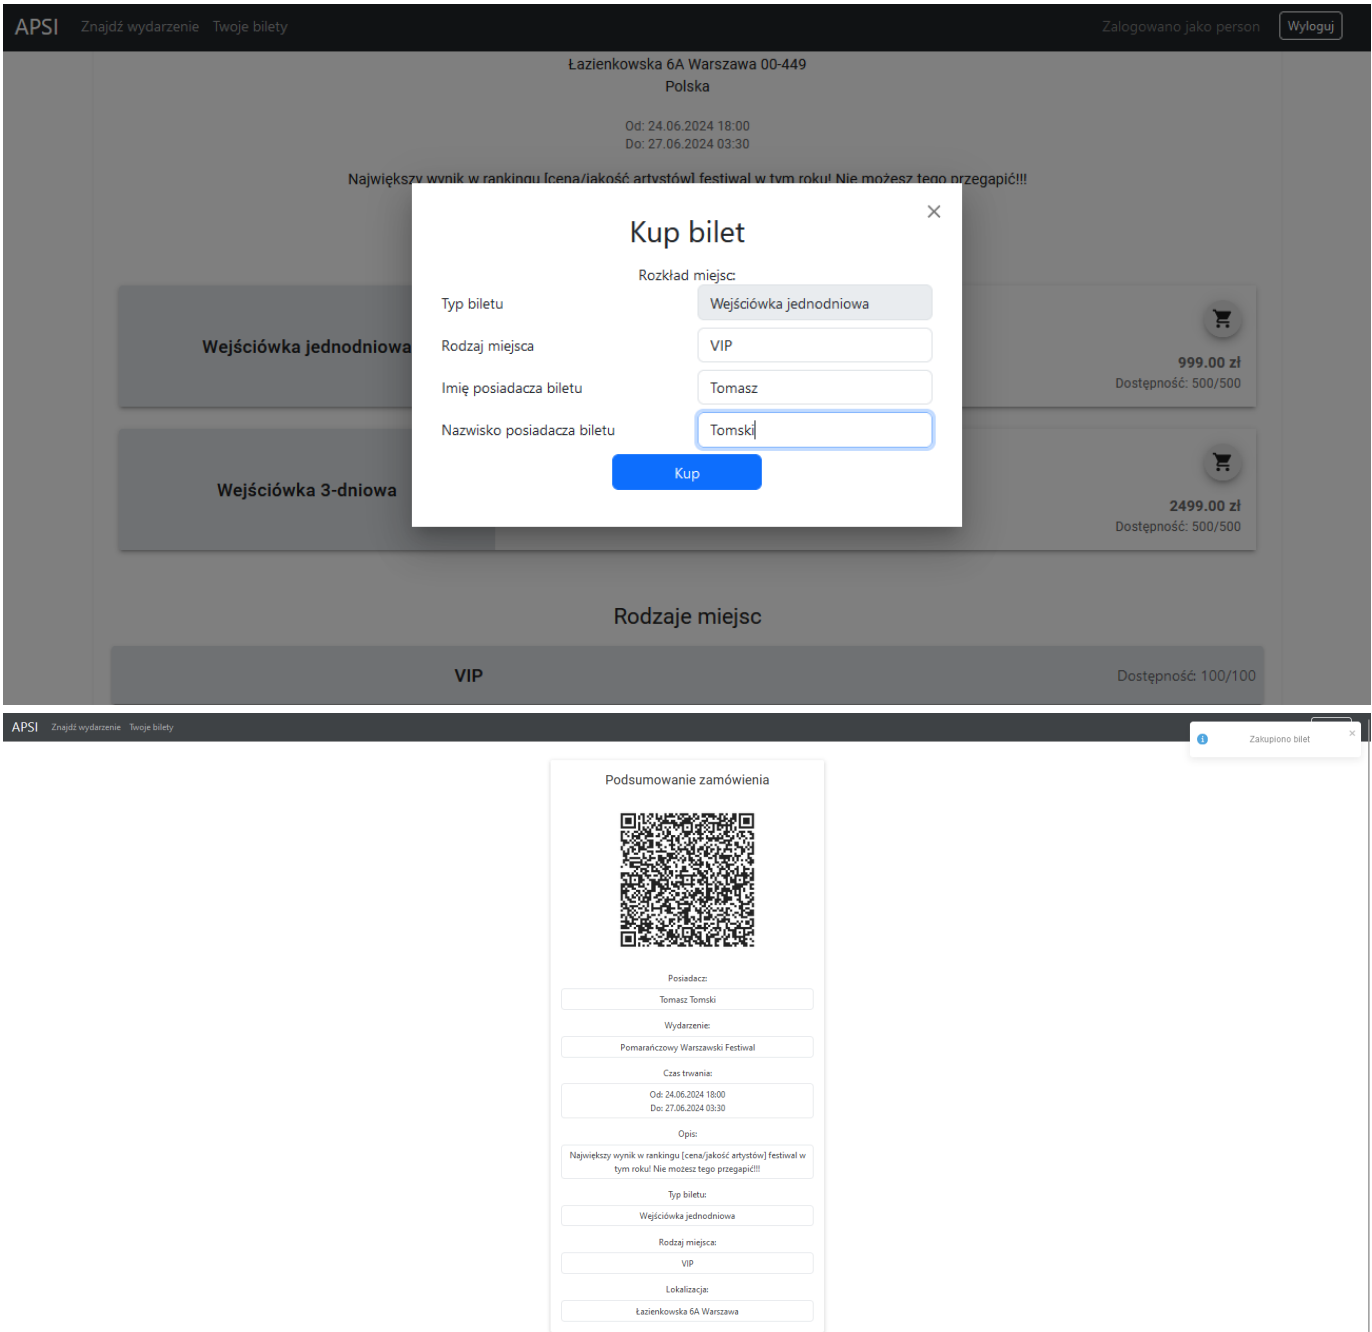 APSI Znajdź wydarzenie Twoje bilety Zalogowano jako person Wyloguj
Łazienkowska 6A Warszawa 00-449
Polska
Od: 24.06.2024 18:00
Do: 27.06.2024 03:30
Największy wynik w rankingu [cena/jakość artystów] festiwal w tym roku! Nie możesz tego przegapić!!!
×
Kup bilet
Rozkład miejsc:
Typ biletu Wejściówka jednodniowa
Rodzaj miejsca VIP
Imię posiadacza biletu Tomasz
Nazwisko posiadacza biletu Tomski
Kup
Wejściówka jednodniowa
999.00 zł
Dostępność: 500/500
Wejściówka 3-dniowa
2499.00 zł
Dostępność: 500/500
Rodzaje miejsc
VIP Dostępność: 100/100
APSI Znajdź wydarzenie Twoje bilety
Zakupiono bilet ×
Podsumowanie zamówienia
Posiadacz:
Tomasz Tomski
Wydarzenie:
Pomarańczowy Warszawski Festiwal
Czas trwania:
Od: 24.06.2024 18:00
Do: 27.06.2024 03:30
Opis:
Największy wynik w rankingu [cena/jakość artystów] festiwal w
tym roku! Nie możesz tego przegapić!!!
Typ biletu:
Wejściówka jednodniowa
Rodzaj miejsca:
VIP
Lokalizacja:
Łazienkowska 6A Warszawa